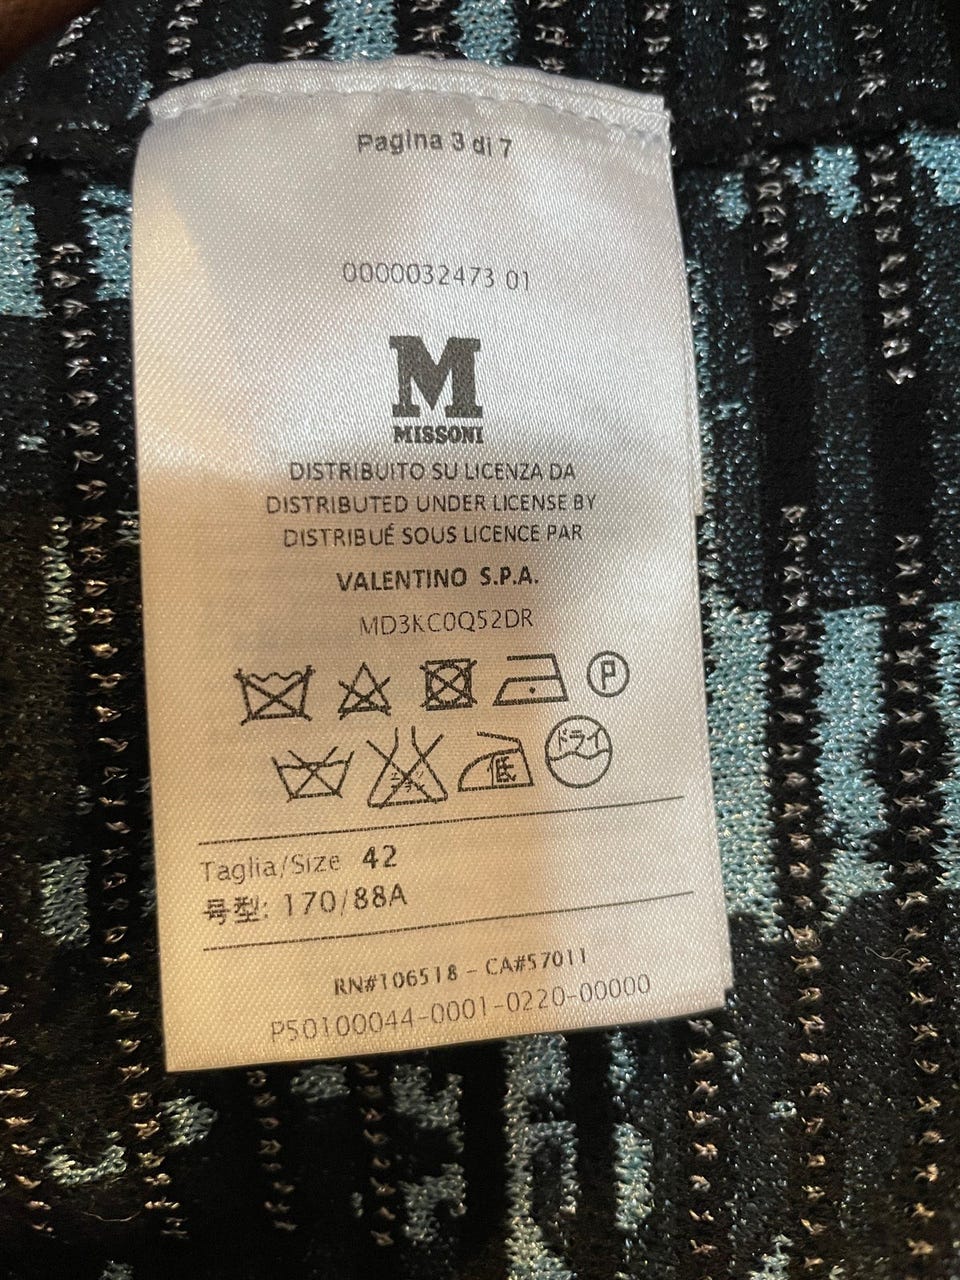 Pagina 3 di 7
0000032473 01
M
MISSONI
DISTRIBUITO SU LICENZA DA
DISTRIBUTED UNDER LICENSE BY
DISTRIBUÉ SOUS LICENCE PAR
VALENTINO S.P.A.
MD3KC0Q52DR
P
低 ドライ
Taglia/Size 42
号型: 170/88A
RN#106518 - CA#57011
P50100044-0001-0220-00000